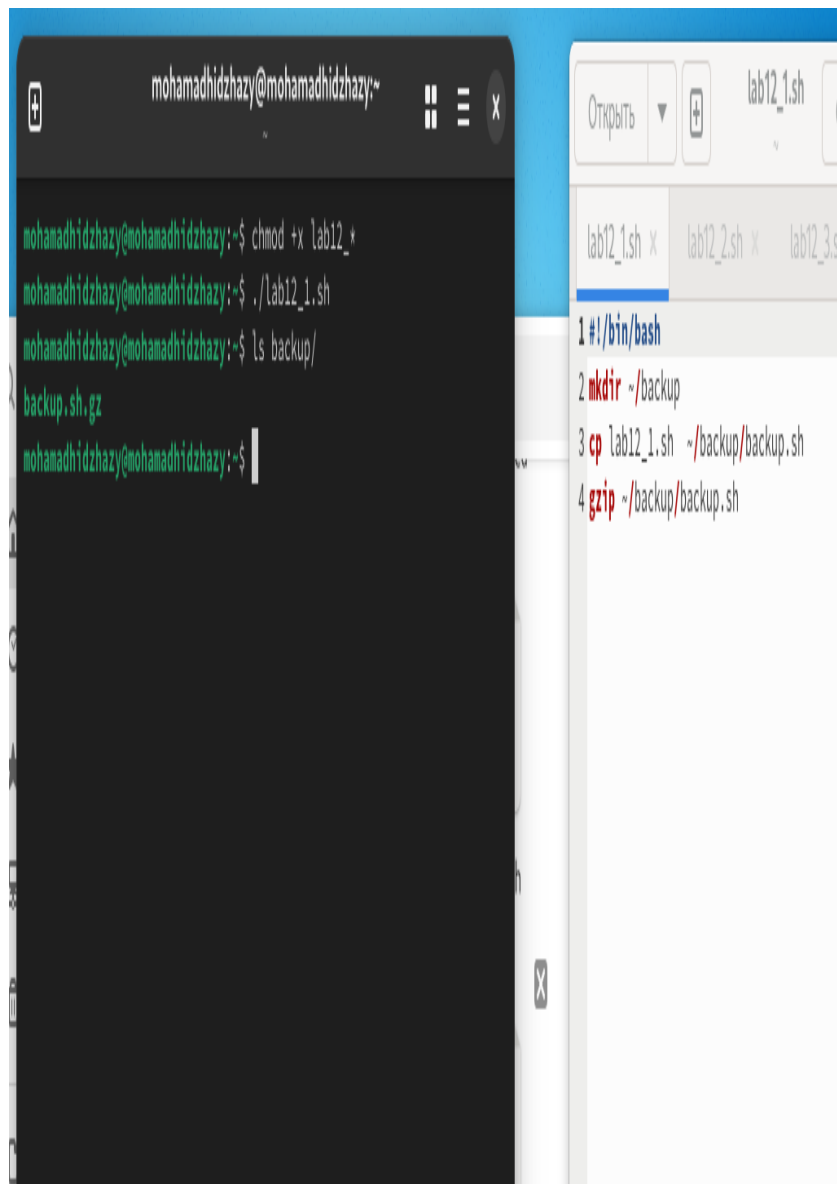 mohamadhidzhazy@mohamadhidzhazy:~
~
mohamadhidzhazy@mohamadhidzhazy:~$ chmod +x lab12_*
mohamadhidzhazy@mohamadhidzhazy:~$ ./lab12_1.sh
mohamadhidzhazy@mohamadhidzhazy:~$ ls backup/
backup.sh.gz
mohamadhidzhazy@mohamadhidzhazy:~$
Открыть
lab12_1.sh
~
lab12_1.sh
lab12_2.sh
lab12_3.s
1 #!/bin/bash
2 mkdir ~/backup
3 cp lab12_1.sh  ~/backup/backup.sh
4 gzip ~/backup/backup.sh
h